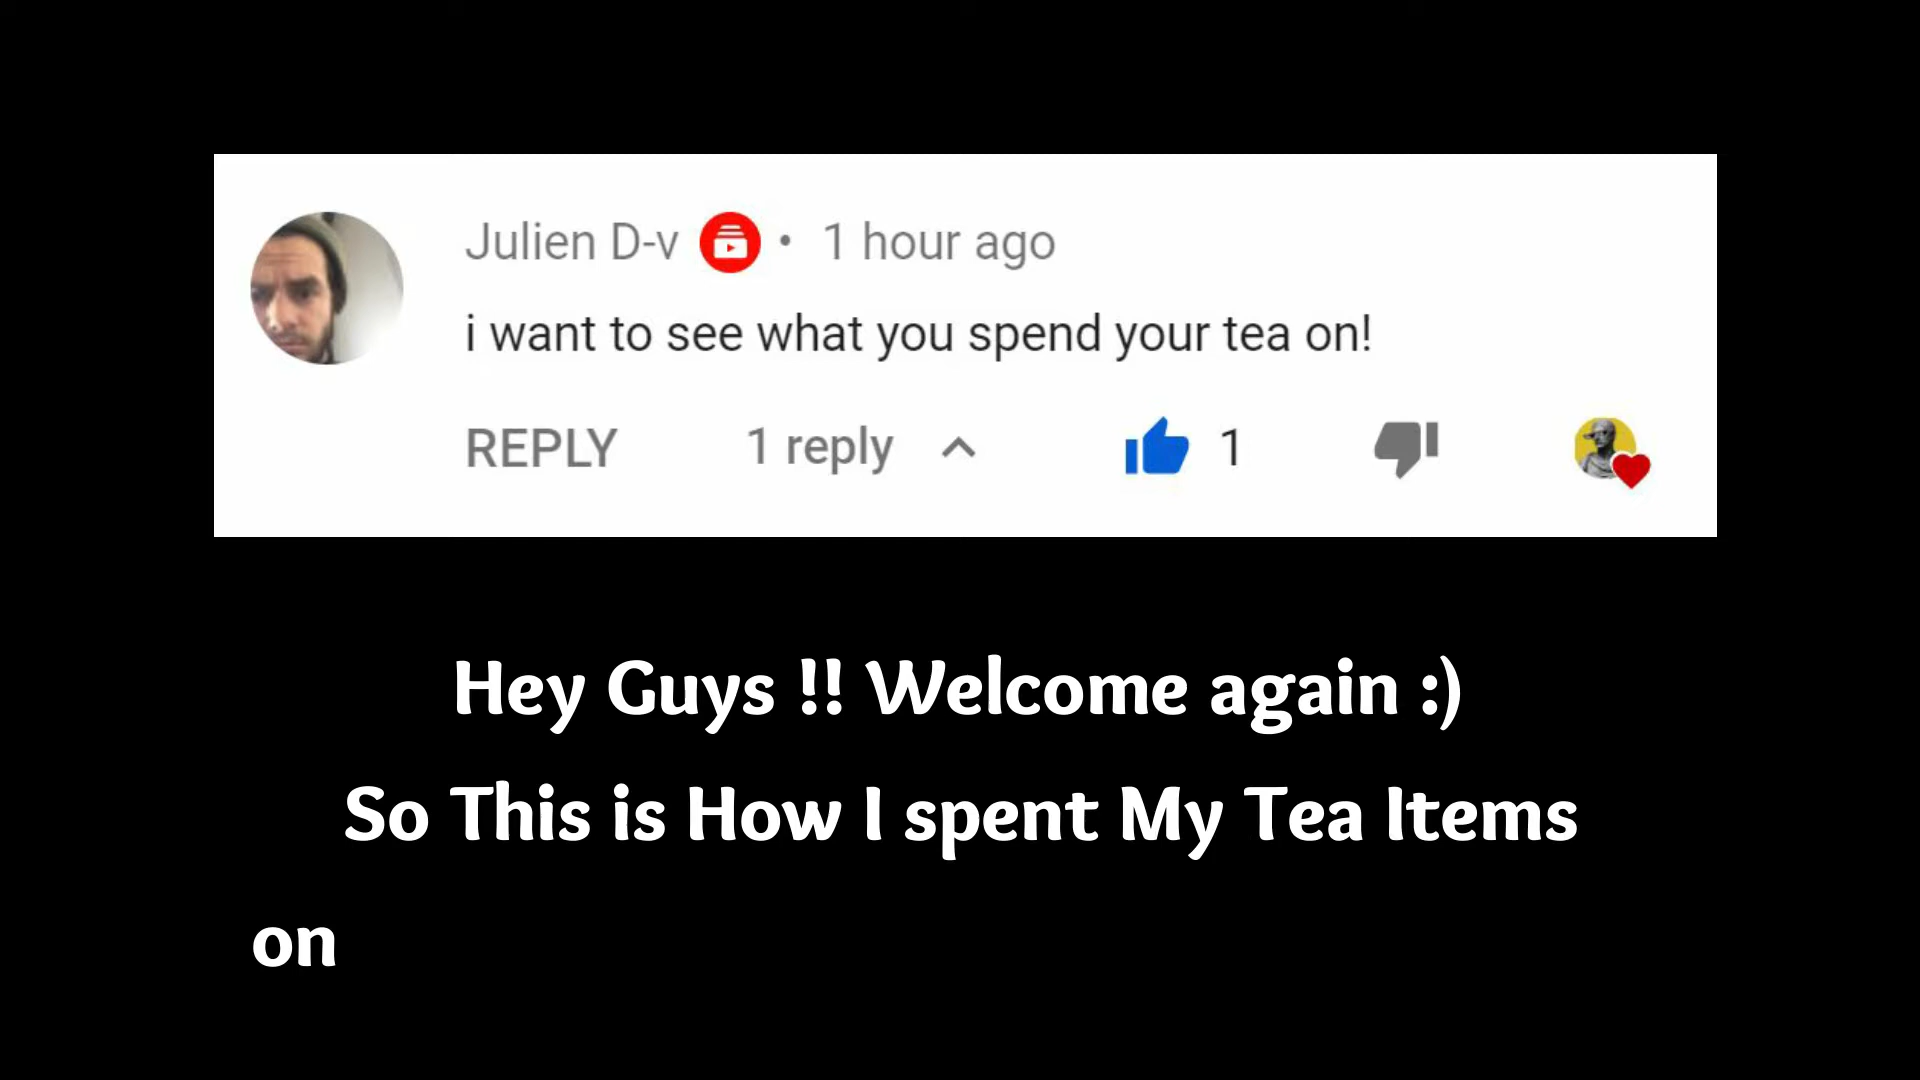 Julien D-v • 1 hour ago
i want to see what you spend your tea on!
REPLY 1 reply 1
Hey Guys !! Welcome again :)
So This is How I spent My Tea Items
on